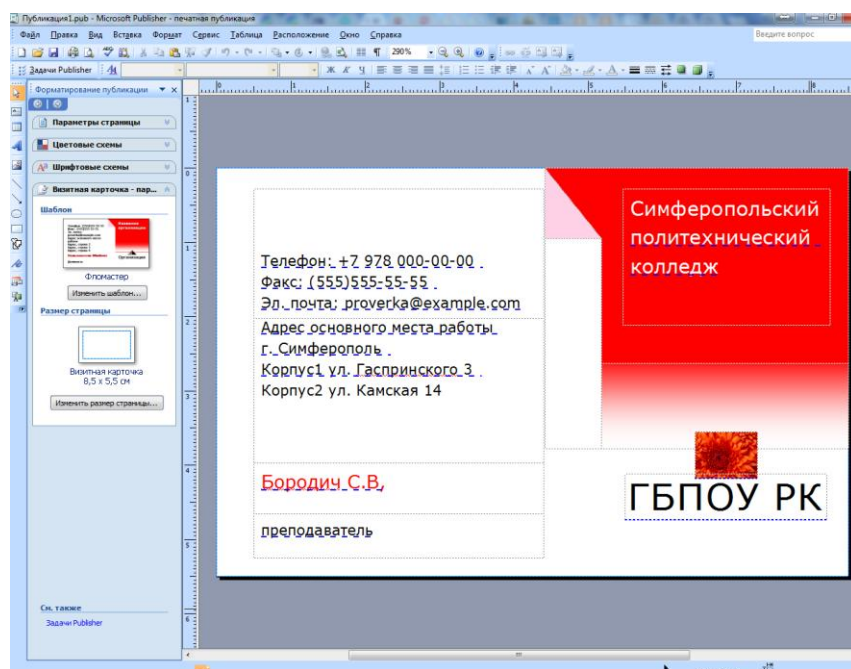 Публикация1.pub - Microsoft Publisher - печатная публикация
Файл Правка Вид Вставка Формат Сервис Таблица Расположение Окно Справка
Введите вопрос
290%
Ж К Ч
Задачи Publisher
Форматирование публикации
Параметры страницы
Цветовые схемы
Шрифтовые схемы
Визитная карточка - пар...
Шаблон
Фломастер
Изменить шаблон...
Размер страницы
Визитная карточка
8,5 x 5,5 см
Изменить размер страницы...
См. также
Задачи Publisher
Телефон: +7 978 000-00-00
Факс: (555)555-55-55
Эл. почта: proverka@example.com
Адрес основного места работы
г. Симферополь
Корпус1 ул. Гаспринского 3
Корпус2 ул. Камская 14
Бородич С.В,
преподаватель
Симферопольский
политехнический
колледж
ГБПОУ РК